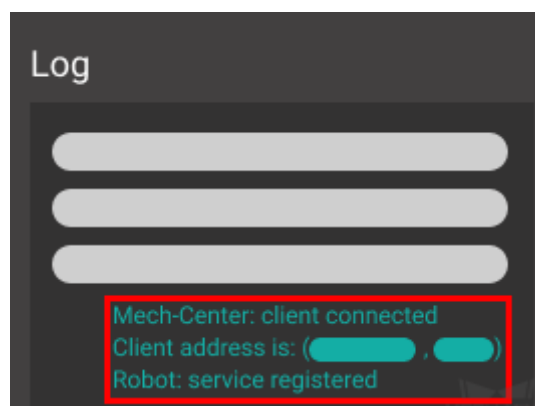 Log
Mech-Center: client connected
Client address is: ( , )
Robot: service registered